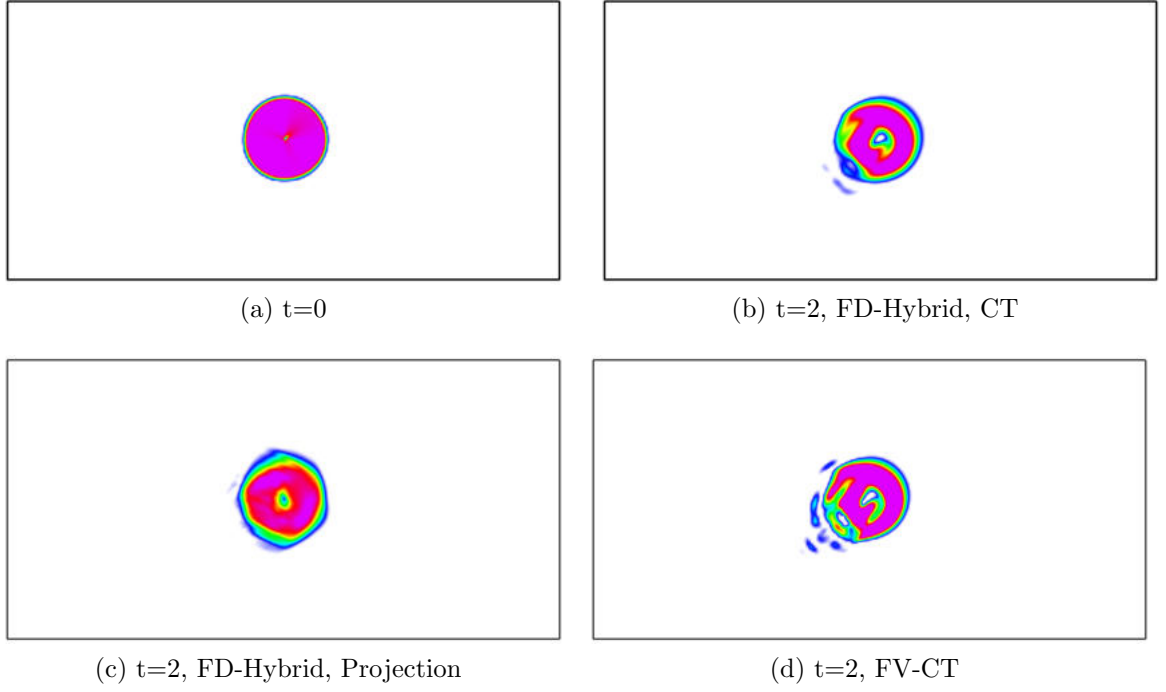 (a) t=0
(b) t=2, FD-Hybrid, CT
(c) t=2, FD-Hybrid, Projection
(d) t=2, FV-CT